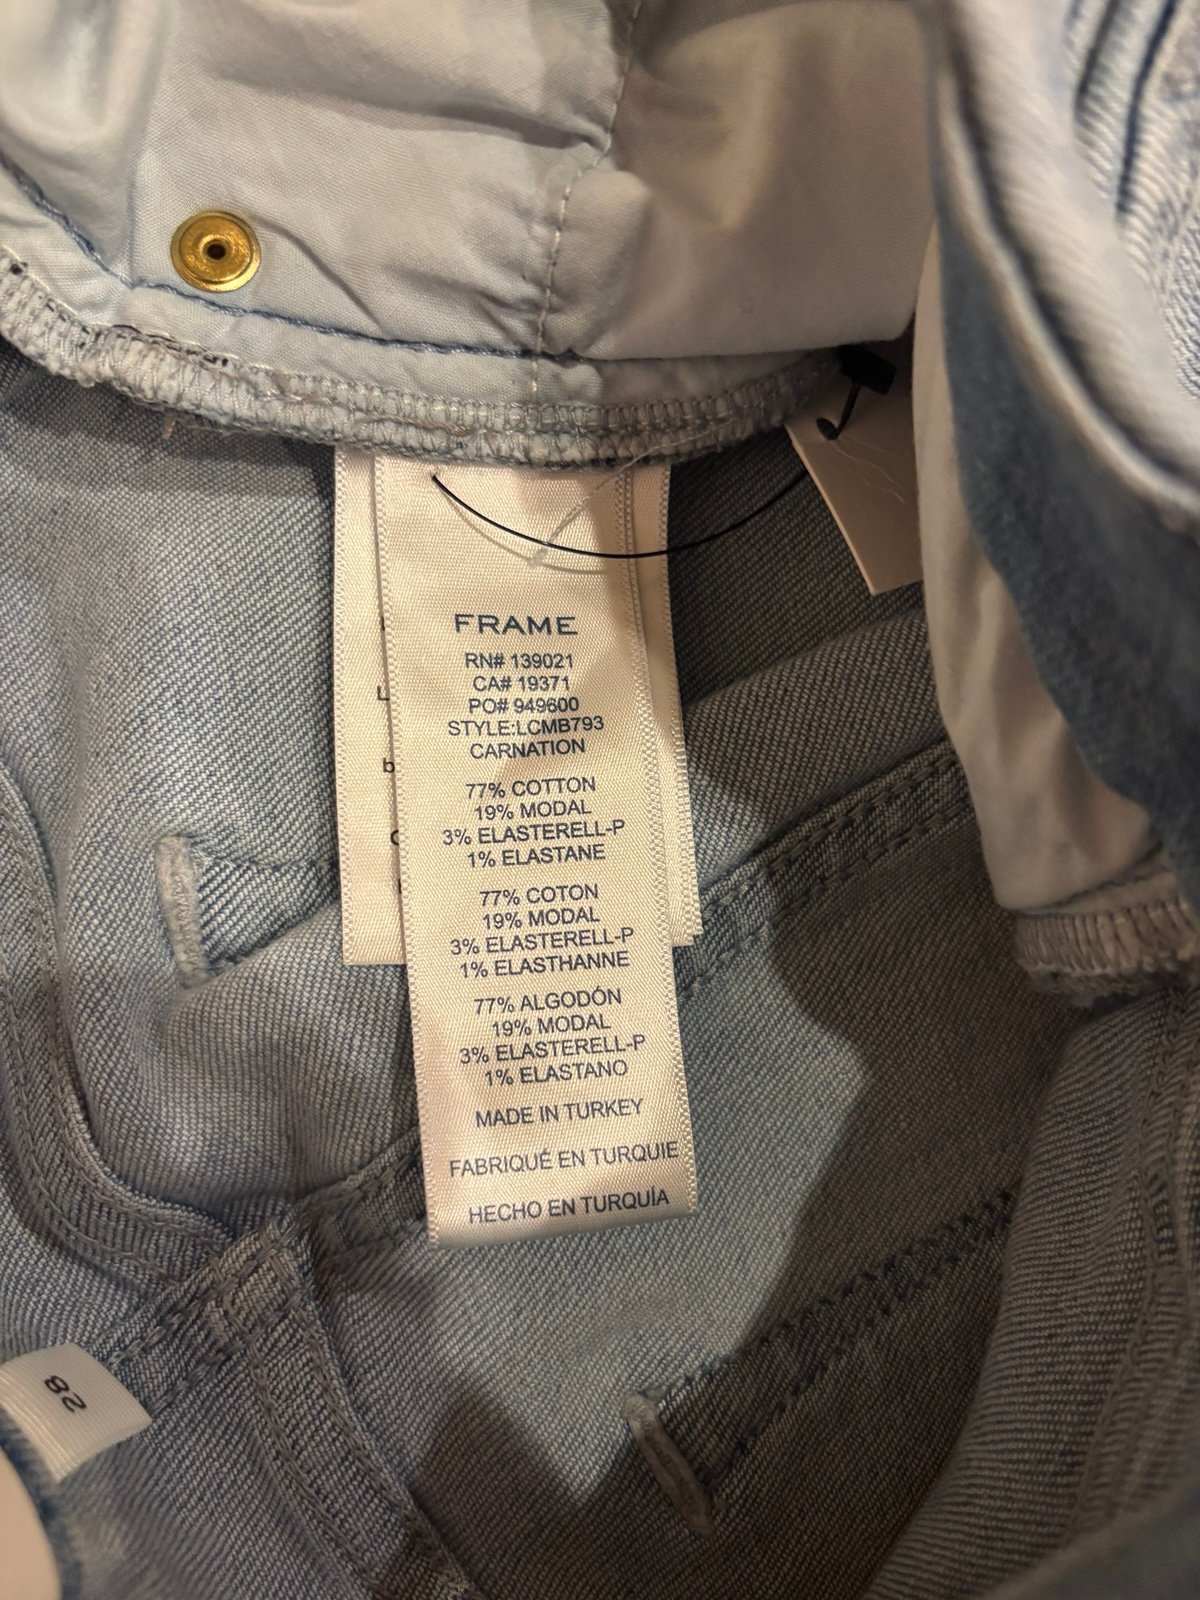 FRAME
RN# 139021
CA# 19371
PO# 949600
STYLE:LCMB793
CARNATION
77% COTTON
19% MODAL
3% ELASTERELL-P
1% ELASTANE
77% COTON
19% MODAL
3% ELASTERELL-P
1% ELASTHANNE
77% ALGODÓN
19% MODAL
3% ELASTERELL-P
1% ELASTANO
MADE IN TURKEY
FABRIQUÉ EN TURQUIE
HECHO EN TURQUÍA
28